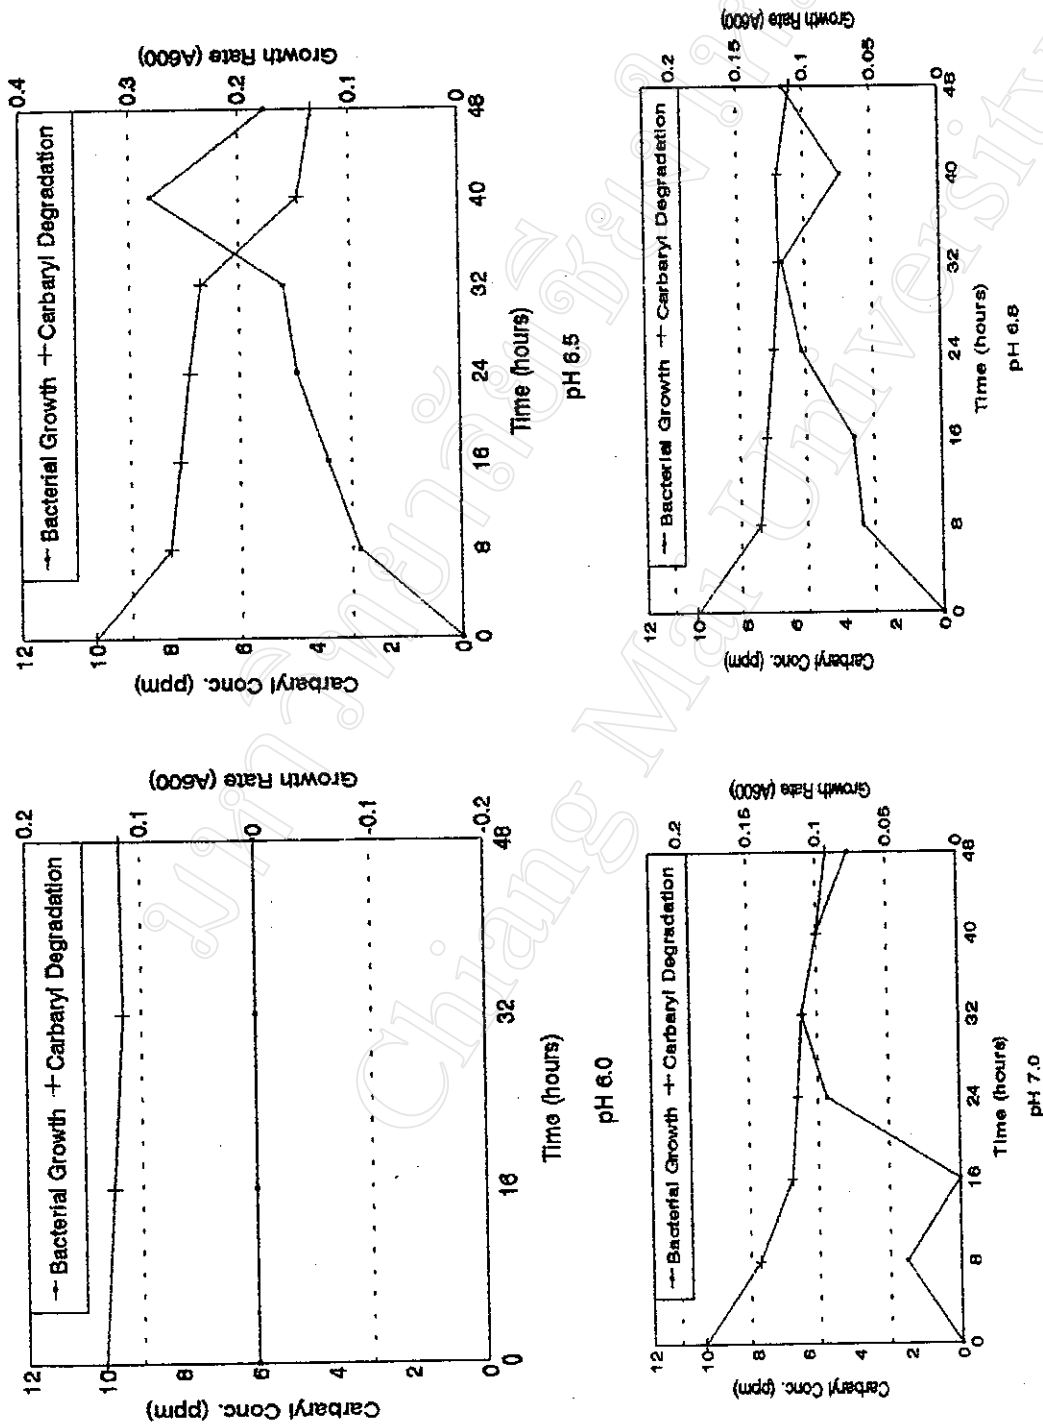 Carbaryl Conc. (ppm)
Growth Rate (A600)
12
10
8
6
4
2
0
Bacterial Growth
Carbaryl Degradation
0.2
0.1
0
-0.1
-0.2
0
16
32
48
Time (hours)
pH 6.0
Carbaryl Conc. (ppm)
Growth Rate (A600)
12
10
8
6
4
2
0
Bacterial Growth
Carbaryl Degradation
0.4
0.3
0.2
0.1
0
0
8
16
24
32
40
48
Time (hours)
pH 6.5
Carbaryl Conc. (ppm)
Growth Rate (A600)
12
10
8
6
4
2
0
Bacterial Growth
Carbaryl Degradation
0.2
0.15
0.1
0.05
0
0
8
16
24
32
40
48
Time (hours)
pH 7.0
Carbaryl Conc. (ppm)
Growth Rate (A600)
12
10
8
6
4
2
0
Bacterial Growth
Carbaryl Degradation
0.2
0.15
0.1
0.05
0
0
8
16
24
32
40
48
Time (hours)
pH 6.8
Chiang Mai University